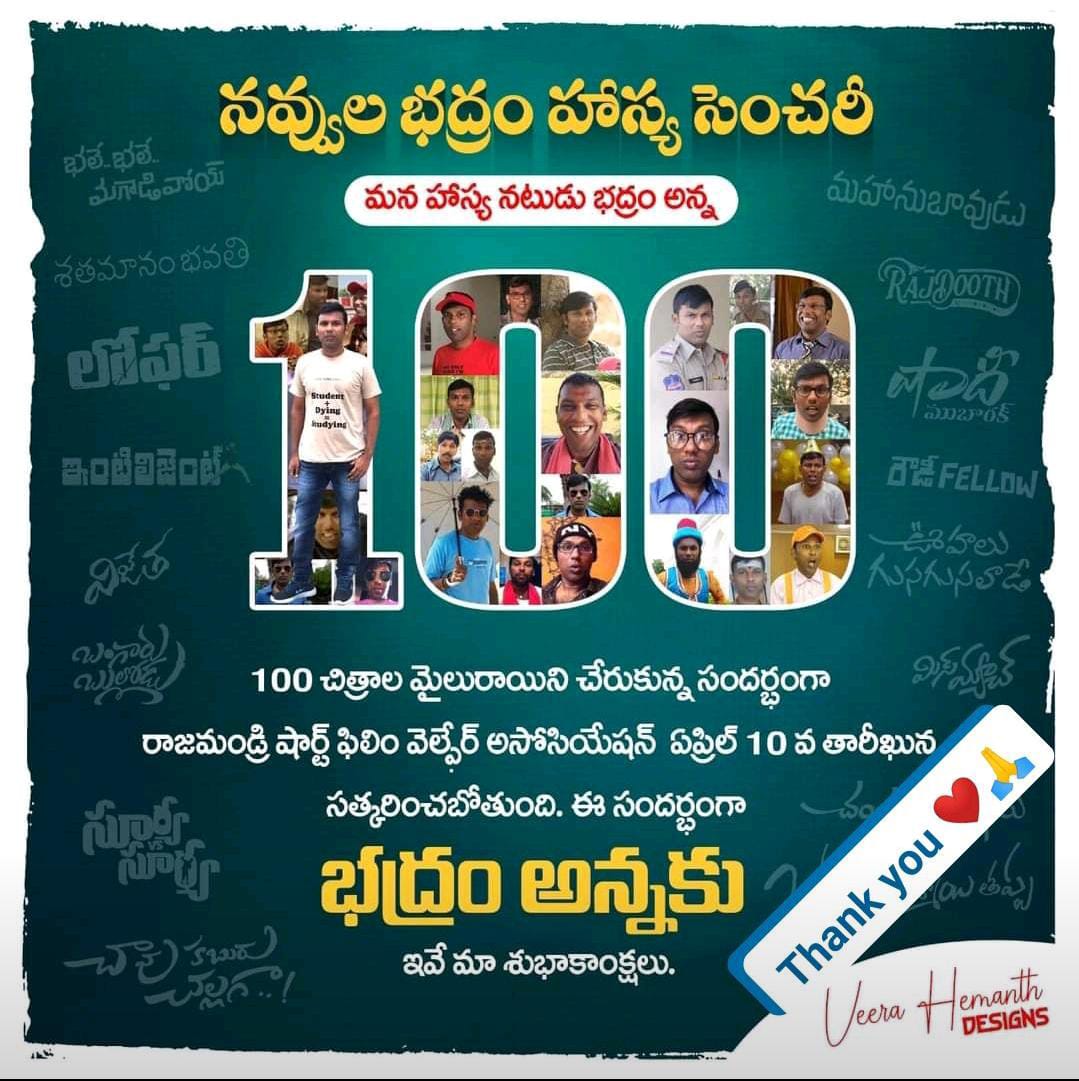 నవ్వుల భద్రం హాస్య సెంచరీ
మన హాస్య నటుడు భద్రం అన్న
భలే..భలే..
మగాడివోయ్
శతమానం భవతి
లోఫర్
ఇంటిలిజెంట్
విజేత
బంగారు
బుల్లోడు
సూర్య
vs
సూర్య
చావు కబురు
చల్లగా..!
మహానుబావుడు
RAJDOOTH
షాదీ
ముబారక్
రౌడీ FELLOW
ఊహలు
గుసగుసలాడే
మిస్ మ్యాచ్
Student
+
Dying
=
Studying
100 చిత్రాల మైలురాయిని చేరుకున్న సందర్భంగా
రాజమండ్రి షార్ట్ ఫిలిం వెల్ఫేర్ అసోసియేషన్ ఏప్రిల్ 10 వ తారీఖున
సత్కరించబోతుంది. ఈ సందర్భంగా
భద్రం అన్నకు
ఇవే మా శుభాకాంక్షలు.
Thank you ❤️🙏
తప్పు
Veera Hemanth
DESIGNS